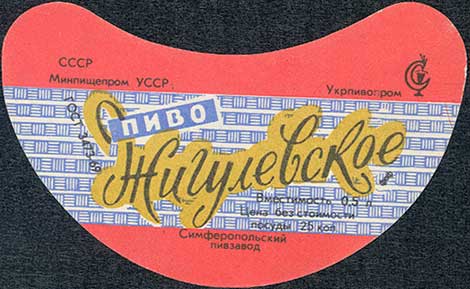 СССР
Минпищепром УССР
Укрпивопром
ПИВО
Жигулевское
Вместимость 0,5 л
Цена без стоимости
посуды 25 коп.
Симферопольский
пивзавод